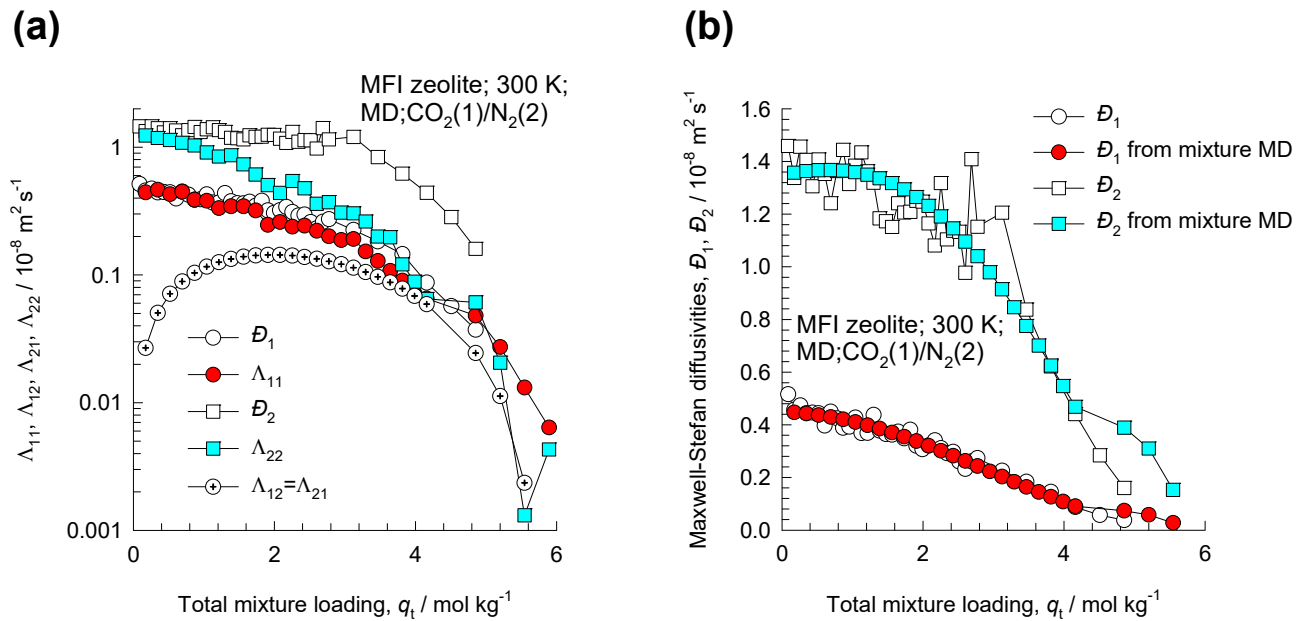 (a)
MFI zeolite; 300 K;
MD;CO₂(1)/N₂(2)
Λ₁₁, Λ₁₂, Λ₂₁, Λ₂₂ / 10⁻⁸ m² s⁻¹
1
0.1
0.01
0.001
Đ₁
Λ₁₁
Đ₂
Λ₂₂
Λ₁₂=Λ₂₁
0 2 4 6
Total mixture loading, qₜ / mol kg⁻¹
(b)
Maxwell-Stefan diffusivities, Đ₁, Đ₂ / 10⁻⁸ m² s⁻¹
1.6
1.4
1.2
1.0
0.8
0.6
0.4
0.2
0.0
Đ₁
Đ₁ from mixture MD
Đ₂
Đ₂ from mixture MD
MFI zeolite; 300 K;
MD;CO₂(1)/N₂(2)
0 2 4 6
Total mixture loading, qₜ / mol kg⁻¹